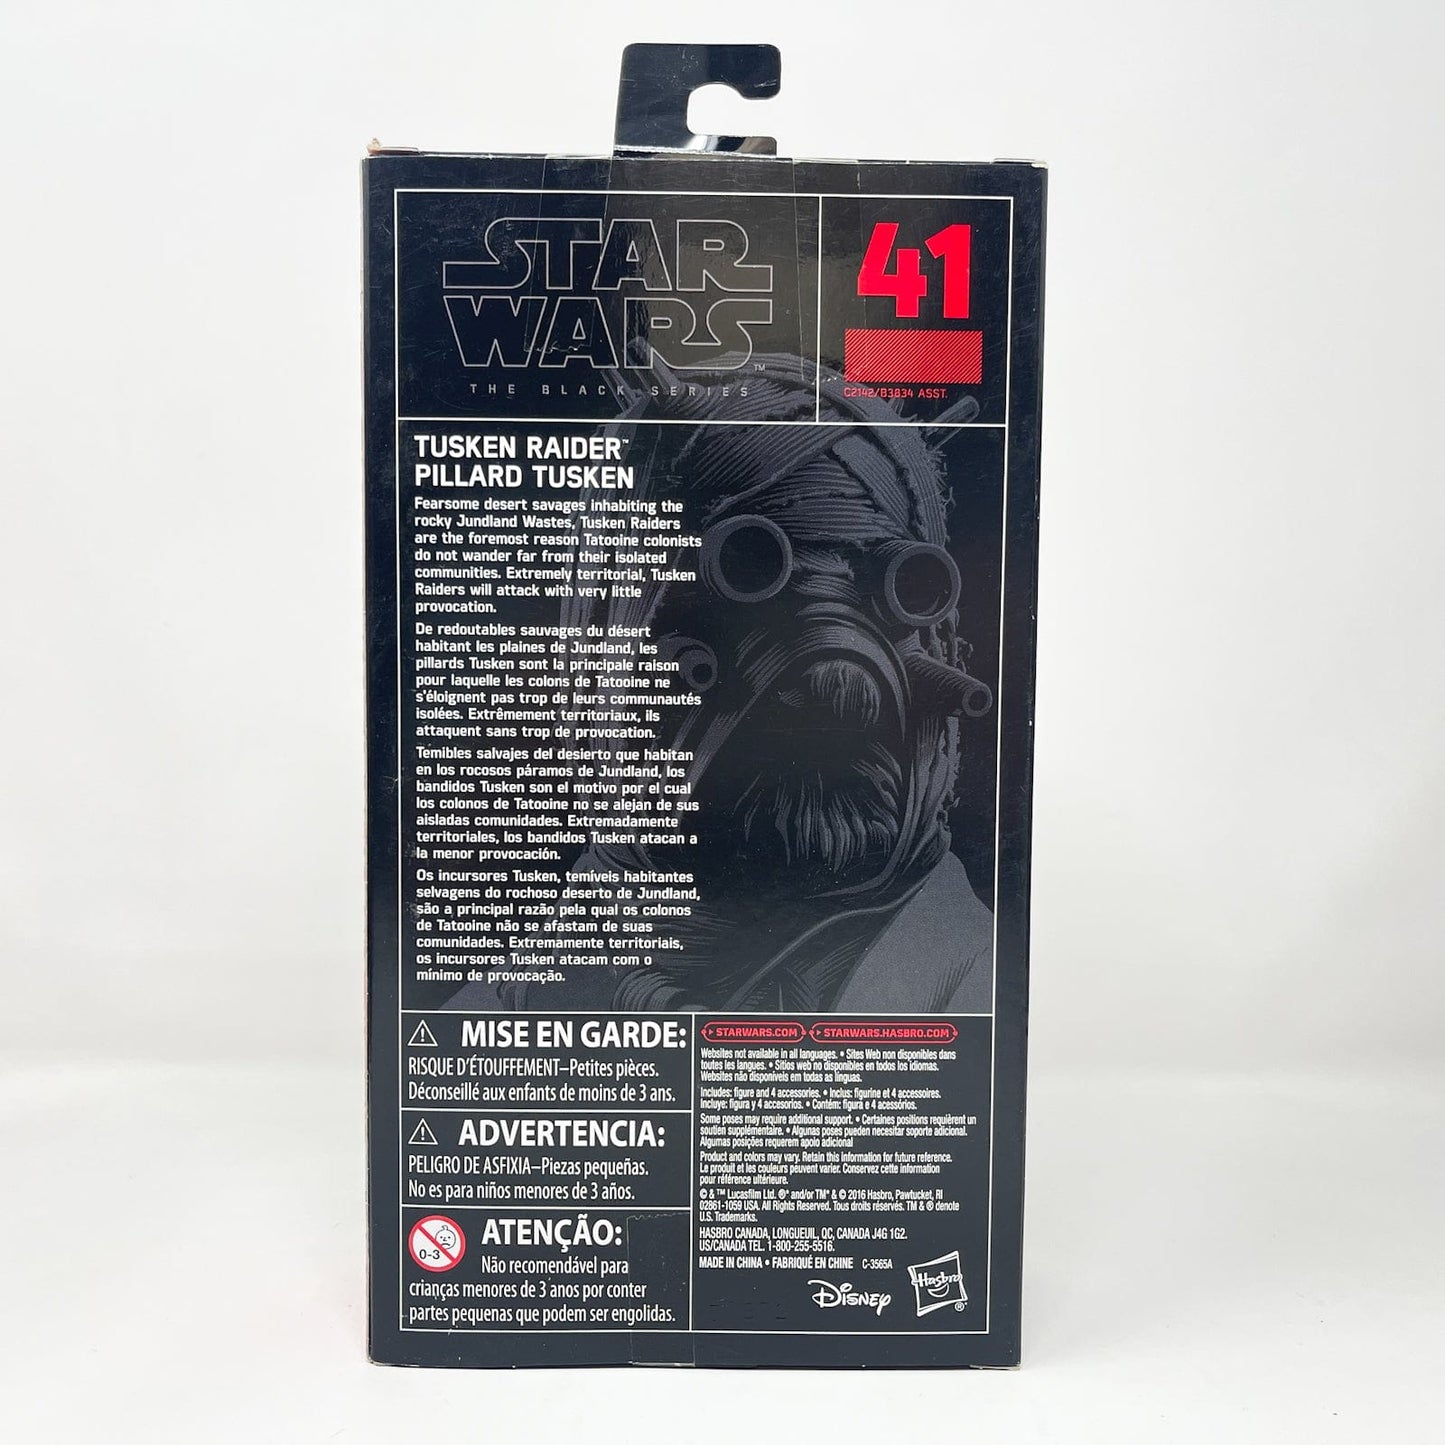 STAR
WARS™
THE BLACK SERIES
41
C2142/B3834 ASST.
TUSKEN RAIDER™
PILLARD TUSKEN
Fearsome desert savages inhabiting the
rocky Jundland Wastes, Tusken Raiders
are the foremost reason Tatooine colonists
do not wander far from their isolated
communities. Extremely territorial, Tusken
Raiders will attack with very little
provocation.
De redoutables sauvages du désert
habitant les plaines de Jundland, les
pillards Tusken sont la principale raison
pour laquelle les colons de Tatooine ne
s'éloignent pas trop de leurs communautés
isolées. Extrêmement territoriaux, ils
attaquent sans trop de provocation.
Temibles salvajes del desierto que habitan
en los rocosos páramos de Jundland, los
bandidos Tusken son el motivo por el cual
los colonos de Tatooine no se alejan de sus
aisladas comunidades. Extremadamente
territoriales, los bandidos Tusken atacan a
la menor provocación.
Os incursores Tusken, temíveis habitantes
selvagens do rochoso deserto de Jundland,
são a principal razão pela qual os colonos
de Tatooine não se afastam de suas
comunidades. Extremamente territoriais,
os incursores Tusken atacam com o
mínimo de provocação.
MISE EN GARDE:
RISQUE D'ÉTOUFFEMENT–Petites pièces.
Déconseillé aux enfants de moins de 3 ans.
ADVERTENCIA:
PELIGRO DE ASFIXIA–Piezas pequeñas.
No es para niños menores de 3 años.
0-3
ATENÇÃO:
Não recomendável para
crianças menores de 3 anos por conter
partes pequenas que podem ser engolidas.
STARWARS.COM STARWARS.HASBRO.COM
Websites not available in all languages. • Sites Web non disponibles dans
toutes les langues. • Sitios web no disponibles en todos los idiomas.
Websites não disponíveis em todas as línguas.
Includes: figure and 4 accessories. • Inclus: figurine et 4 accessoires.
Incluye: figura y 4 accesorios. • Contém: figura e 4 acessórios.
Some poses may require additional support. • Certaines positions requièrent un
soutien supplémentaire. • Algunas poses pueden necesitar soporte adicional.
Algumas posições requerem apoio adicional
Product and colors may vary. Retain this information for future reference.
Le produit et les couleurs peuvent varier. Conservez cette information
pour référence ultérieure.
© & ™ Lucasfilm Ltd. ®* and/or TM* & © 2016 Hasbro, Pawtucket, RI
02861-1059 USA. All Rights Reserved. Tous droits réservés. TM & ® denote
U.S. Trademarks.
HASBRO CANADA, LONGUEUIL, QC, CANADA J4G 1G2.
US/CANADA TEL. 1-800-255-5516.
MADE IN CHINA • FABRIQUÉ EN CHINE C-3565A
Disney
Hasbro®